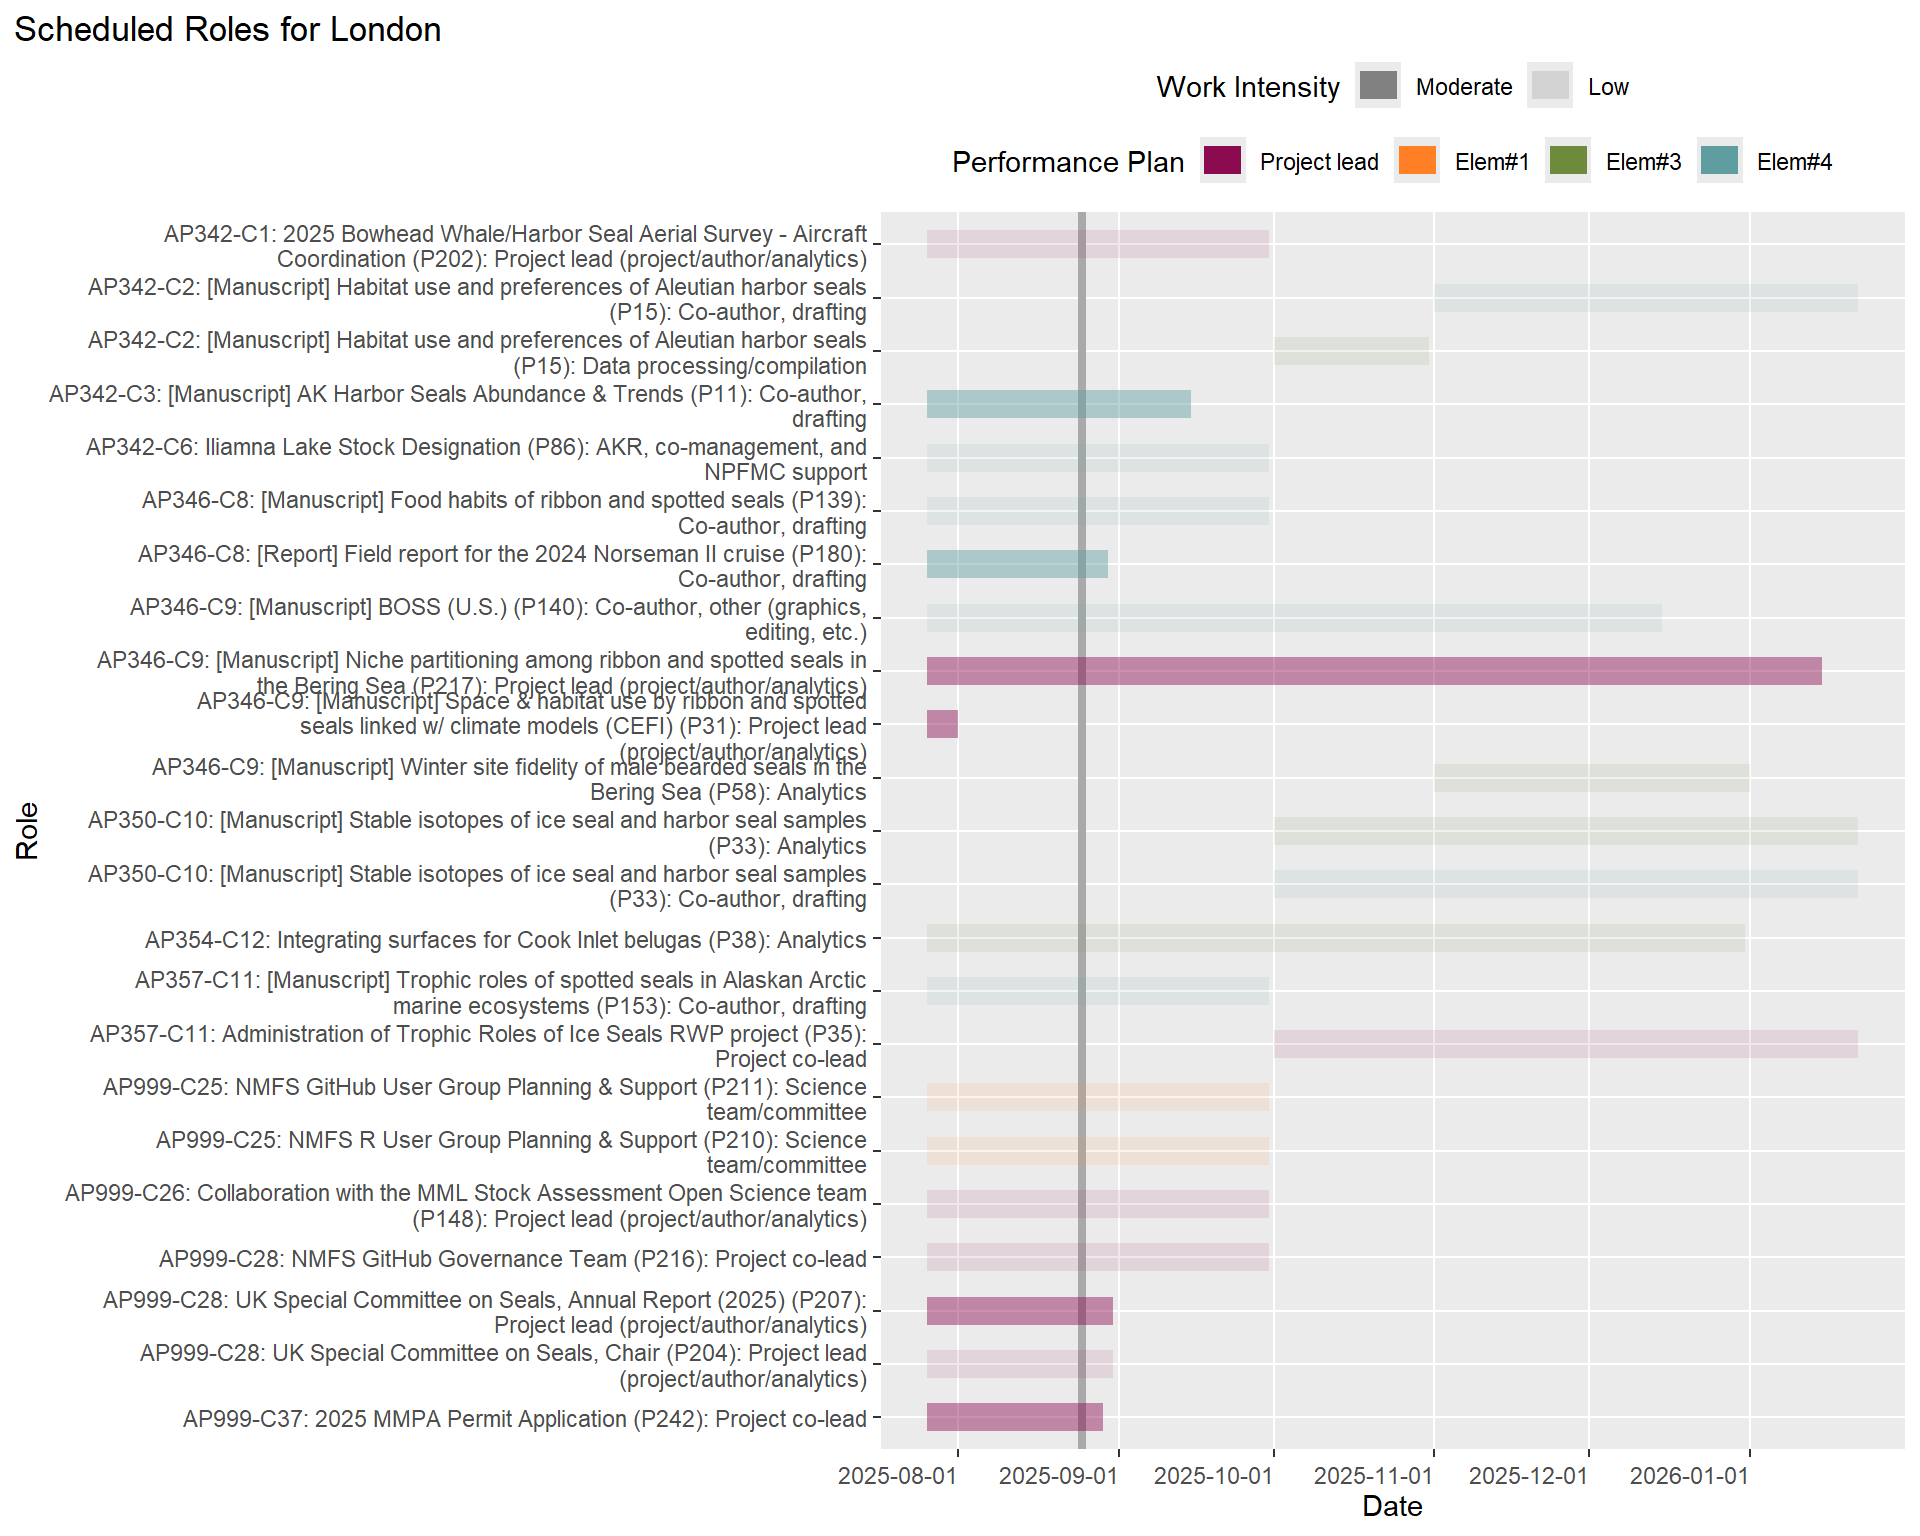 Scheduled Roles for London
Work Intensity Moderate Low
Performance Plan Project lead Elem#1 Elem#3 Elem#4
AP342-C1: 2025 Bowhead Whale/Harbor Seal Aerial Survey - Aircraft
Coordination (P202): Project lead (project/author/analytics)
AP342-C2: [Manuscript] Habitat use and preferences of Aleutian harbor seals
(P15): Co-author, drafting
AP342-C2: [Manuscript] Habitat use and preferences of Aleutian harbor seals
(P15): Data processing/compilation
AP342-C3: [Manuscript] AK Harbor Seals Abundance & Trends (P11): Co-author,
drafting
AP342-C6: Iliamna Lake Stock Designation (P86): AKR, co-management, and
NPFMC support
AP346-C8: [Manuscript] Food habits of ribbon and spotted seals (P139):
Co-author, drafting
AP346-C8: [Report] Field report for the 2024 Norseman II cruise (P180):
Co-author, drafting
AP346-C9: [Manuscript] BOSS (U.S.) (P140): Co-author, other (graphics,
editing, etc.)
AP346-C9: [Manuscript] Niche partitioning among ribbon and spotted seals in
the Bering Sea (P217): Project lead (project/author/analytics)
AP346-C9: [Manuscript] Space & habitat use by ribbon and spotted
seals linked w/ climate models (CEFI) (P31): Project lead
(project/author/analytics)
AP346-C9: [Manuscript] Winter site fidelity of male bearded seals in the
Bering Sea (P58): Analytics
AP350-C10: [Manuscript] Stable isotopes of ice seal and harbor seal samples
(P33): Analytics
AP350-C10: [Manuscript] Stable isotopes of ice seal and harbor seal samples
(P33): Co-author, drafting
AP354-C12: Integrating surfaces for Cook Inlet belugas (P38): Analytics
AP357-C11: [Manuscript] Trophic roles of spotted seals in Alaskan Arctic
marine ecosystems (P153): Co-author, drafting
AP357-C11: Administration of Trophic Roles of Ice Seals RWP project (P35):
Project co-lead
AP999-C25: NMFS GitHub User Group Planning & Support (P211): Science
team/committee
AP999-C25: NMFS R User Group Planning & Support (P210): Science
team/committee
AP999-C26: Collaboration with the MML Stock Assessment Open Science team
(P148): Project lead (project/author/analytics)
AP999-C28: NMFS GitHub Governance Team (P216): Project co-lead
AP999-C28: UK Special Committee on Seals, Annual Report (2025) (P207):
Project lead (project/author/analytics)
AP999-C28: UK Special Committee on Seals, Chair (P204): Project lead
(project/author/analytics)
AP999-C37: 2025 MMPA Permit Application (P242): Project co-lead
Role
2025-08-01 2025-09-01 2025-10-01 2025-11-01 2025-12-01 2026-01-01
Date